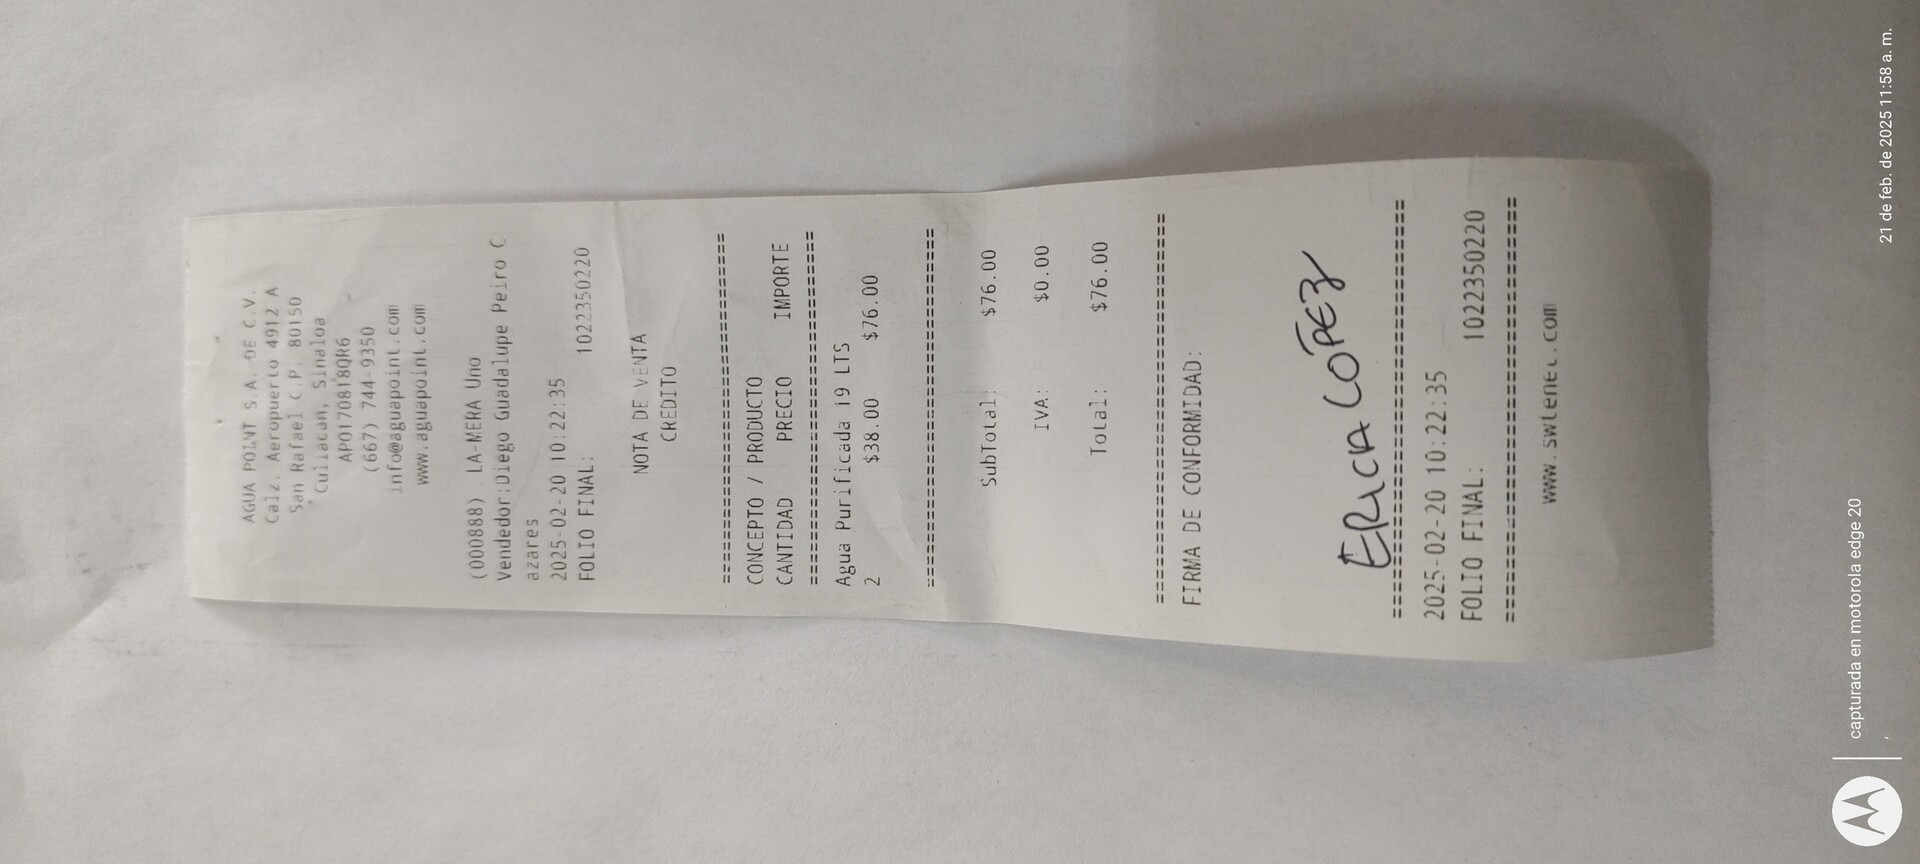 AGUA POINT S.A. DE C.V.
Calz. Aeropuerto 4912 A
San Rafael C.P. 80150
Culiacan, Sinaloa
APO170818QR6
(667) 744-9350
info@aguapoint.com
www.aguapoint.com
(000888) LA-MERA Uno
Vendedor:Diego Guadalupe Peiro C
azares
2025-02-20 10:22:35
FOLIO FINAL: 1022350220
NOTA DE VENTA
CREDITO
================================
CONCEPTO / PRODUCTO
CANTIDAD PRECIO IMPORTE
================================
Agua Purificada 19 LTS
2 $38.00 $76.00
================================
SubTotal: $76.00
IVA: $0.00
Total: $76.00
================================
FIRMA DE CONFORMIDAD:
ERICA LÓPEZ
================================
2025-02-20 10:22:35
FOLIO FINAL: 1022350220
================================
www.swtenet.com
capturada en motorola edge 20
21 de feb. de 2025 11:58 a. m.